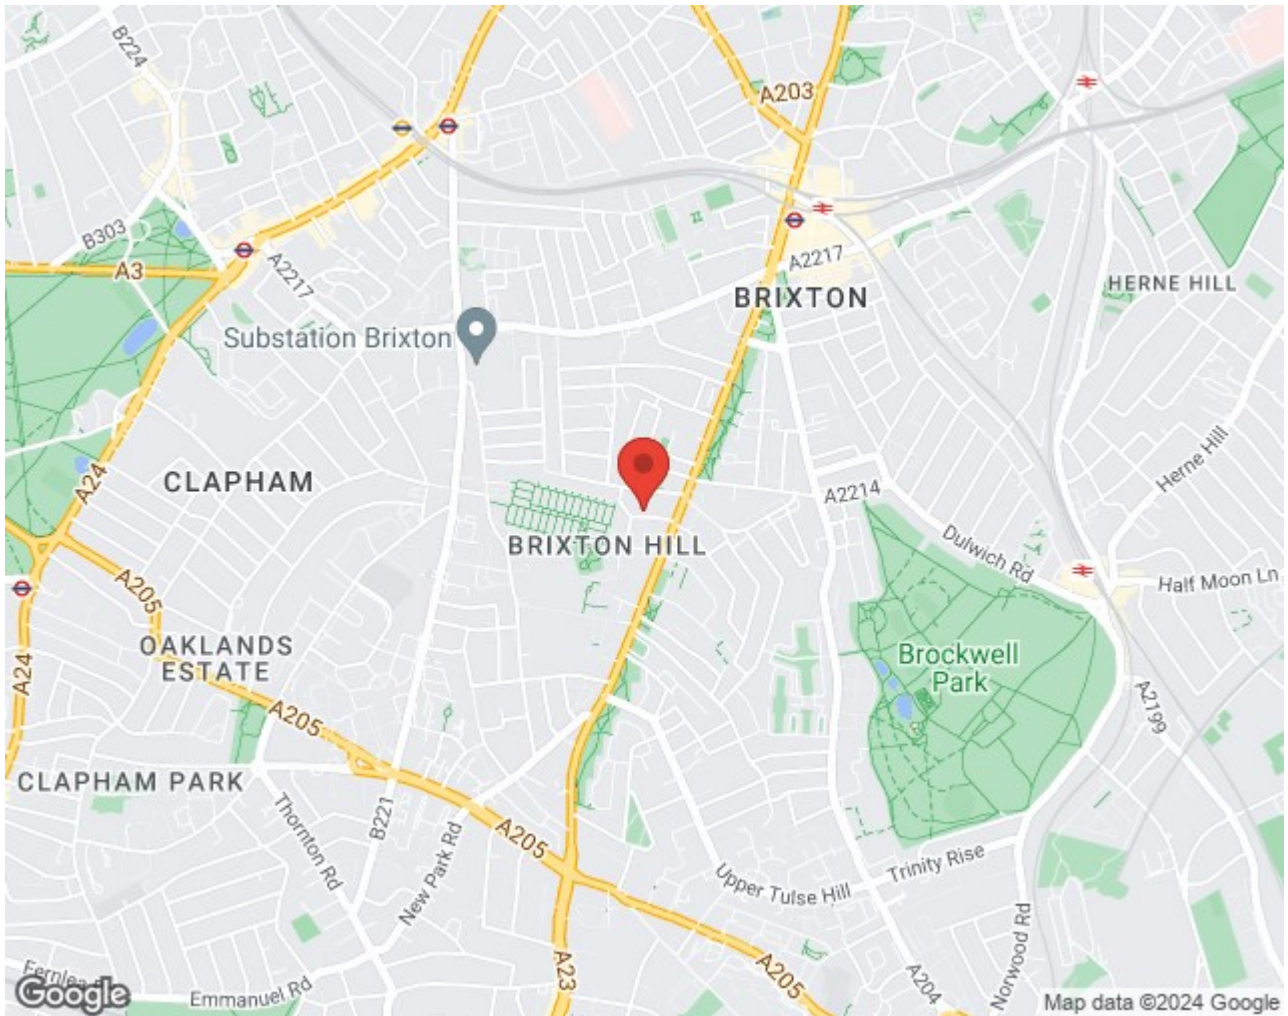 B224
A203
B303
A3
A2217
A2217
BRIXTON
HERNE HILL
Substation Brixton
CLAPHAM
A24
A2214
Herne Hill
BRIXTON HILL
Dulwich Rd
Half Moon Ln
A205
OAKLANDS
ESTATE
Brockwell
Park
A24
A205
A2199
CLAPHAM PARK
Thornton Rd
B221
New Park Rd
A205
Upper Tulse Hill
Trinity Rise
A23
A205
A204
Norwood Rd
Emmanuel Rd
Google
Map data ©2024 Google